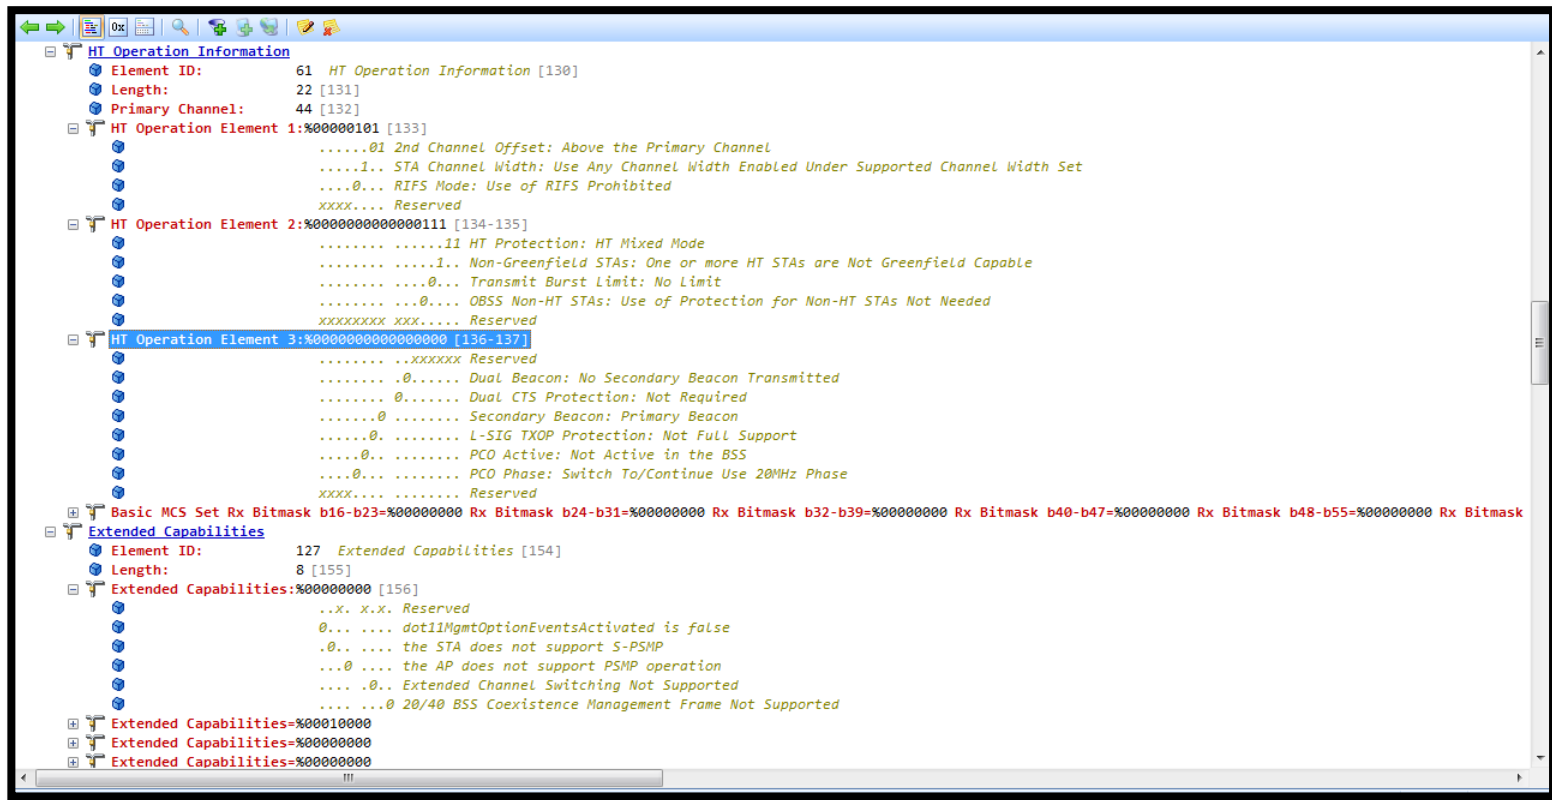 0x
HT Operation Information
Element ID: 61 HT Operation Information [130]
Length: 22 [131]
Primary Channel: 44 [132]
HT Operation Element 1:%00000101 [133]
......01 2nd Channel Offset: Above the Primary Channel
.....1.. STA Channel Width: Use Any Channel Width Enabled Under Supported Channel Width Set
....0... RIFS Mode: Use of RIFS Prohibited
xxxx.... Reserved
HT Operation Element 2:%0000000000000111 [134-135]
........ ......11 HT Protection: HT Mixed Mode
........ .....1.. Non-Greenfield STAs: One or more HT STAs are Not Greenfield Capable
........ ....0... Transmit Burst Limit: No Limit
........ ...0.... OBSS Non-HT STAs: Use of Protection for Non-HT STAs Not Needed
xxxxxxxx xxx..... Reserved
HT Operation Element 3:%0000000000000000 [136-137]
........ ..xxxxxx Reserved
........ .0...... Dual Beacon: No Secondary Beacon Transmitted
........ 0....... Dual CTS Protection: Not Required
.......0 ........ Secondary Beacon: Primary Beacon
......0. ........ L-SIG TXOP Protection: Not Full Support
.....0.. ........ PCO Active: Not Active in the BSS
....0... ........ PCO Phase: Switch To/Continue Use 20MHz Phase
xxxx.... ........ Reserved
Basic MCS Set Rx Bitmask b16-b23=%00000000 Rx Bitmask b24-b31=%00000000 Rx Bitmask b32-b39=%00000000 Rx Bitmask b40-b47=%00000000 Rx Bitmask b48-b55=%00000000 Rx Bitmask
Extended Capabilities
Element ID: 127 Extended Capabilities [154]
Length: 8 [155]
Extended Capabilities:%00000000 [156]
..x. x.x. Reserved
0... .... dot11MgmtOptionEventsActivated is false
.0.. .... the STA does not support S-PSMP
...0 .... the AP does not support PSMP operation
.... .0.. Extended Channel Switching Not Supported
.... ...0 20/40 BSS Coexistence Management Frame Not Supported
Extended Capabilities=%00010000
Extended Capabilities=%00000000
Extended Capabilities=%00000000